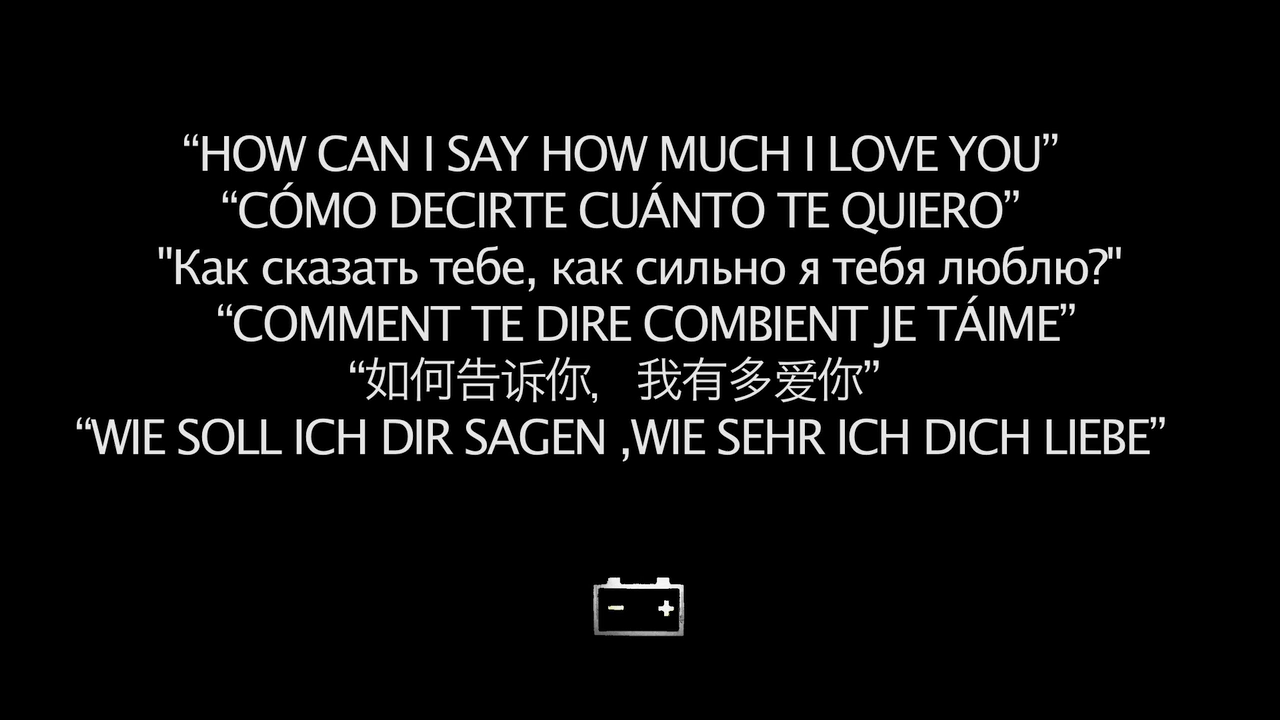 “HOW CAN I SAY HOW MUCH I LOVE YOU”
“CÓMO DECIRTE CUÁNTO TE QUIERO”
"Как сказать тебе, как сильно я тебя люблю?"
“COMMENT TE DIRE COMBIENT JE TÁIME”
“如何告诉你，我有多爱你”
“WIE SOLL ICH DIR SAGEN ,WIE SEHR ICH DICH LIEBE”
- +